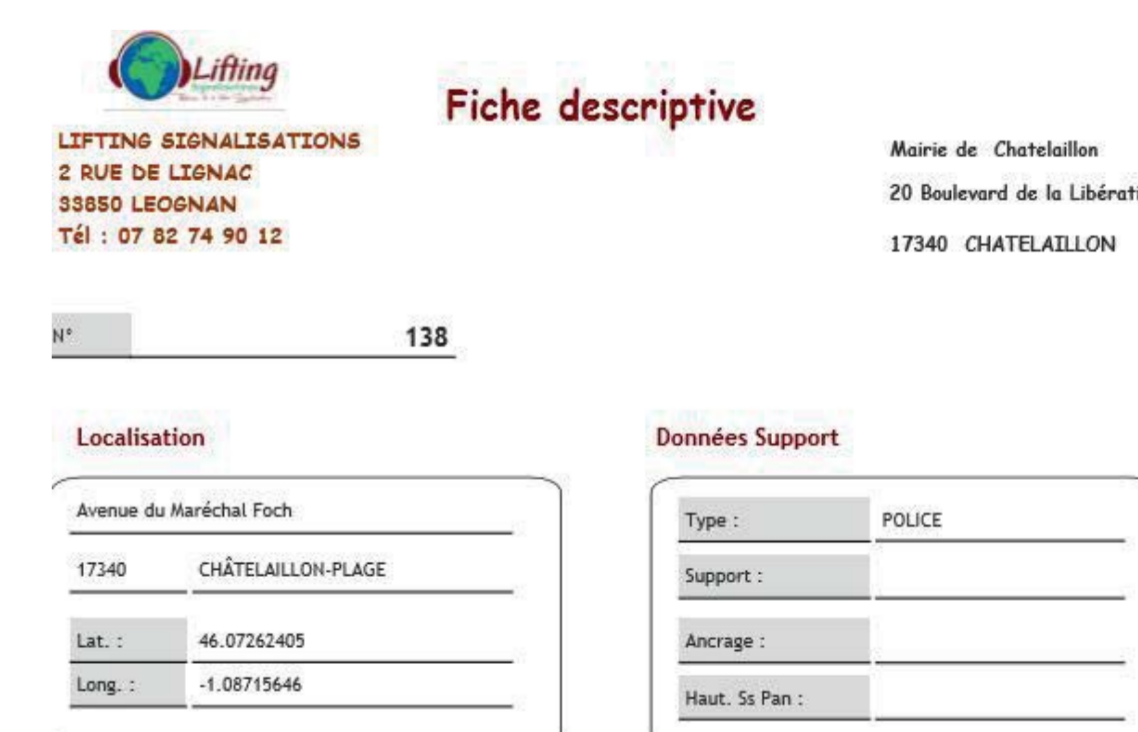 Lifting
Fiche descriptive
LIFTING SIGNALISATIONS
2 RUE DE LIGNAC
33850 LEOGNAN
Tél : 07 82 74 90 12
Mairie de Chatelaillon
20 Boulevard de la Libérati
17340 CHATELAILLON
N° 138
Localisation
Avenue du Maréchal Foch
17340 CHÂTELAILLON-PLAGE
Lat. : 46.07262405
Long. : -1.08715646
Données Support
Type : POLICE
Support :
Ancrage :
Haut. Ss Pan :